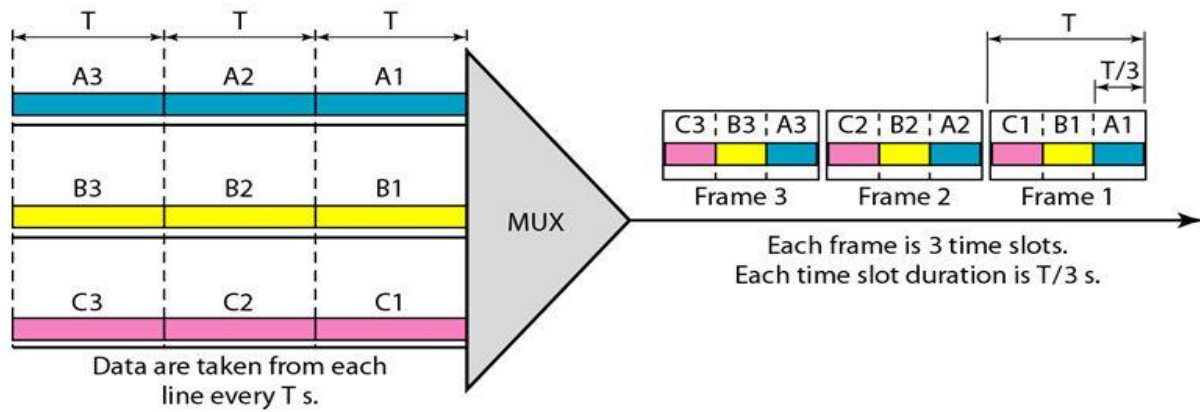 T T T
A3 A2 A1
B3 B2 B1
C3 C2 C1
Data are taken from each
line every T s.
MUX
T
T/3
C3 B3 A3 C2 B2 A2 C1 B1 A1
Frame 3 Frame 2 Frame 1
Each frame is 3 time slots.
Each time slot duration is T/3 s.